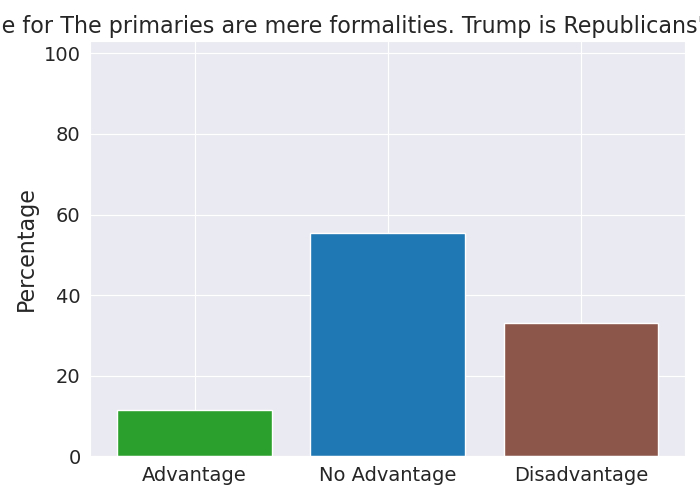 e for The primaries are mere formalities. Trump is Republicans'
100
80
60
40
20
0
Percentage
Advantage
No Advantage
Disadvantage